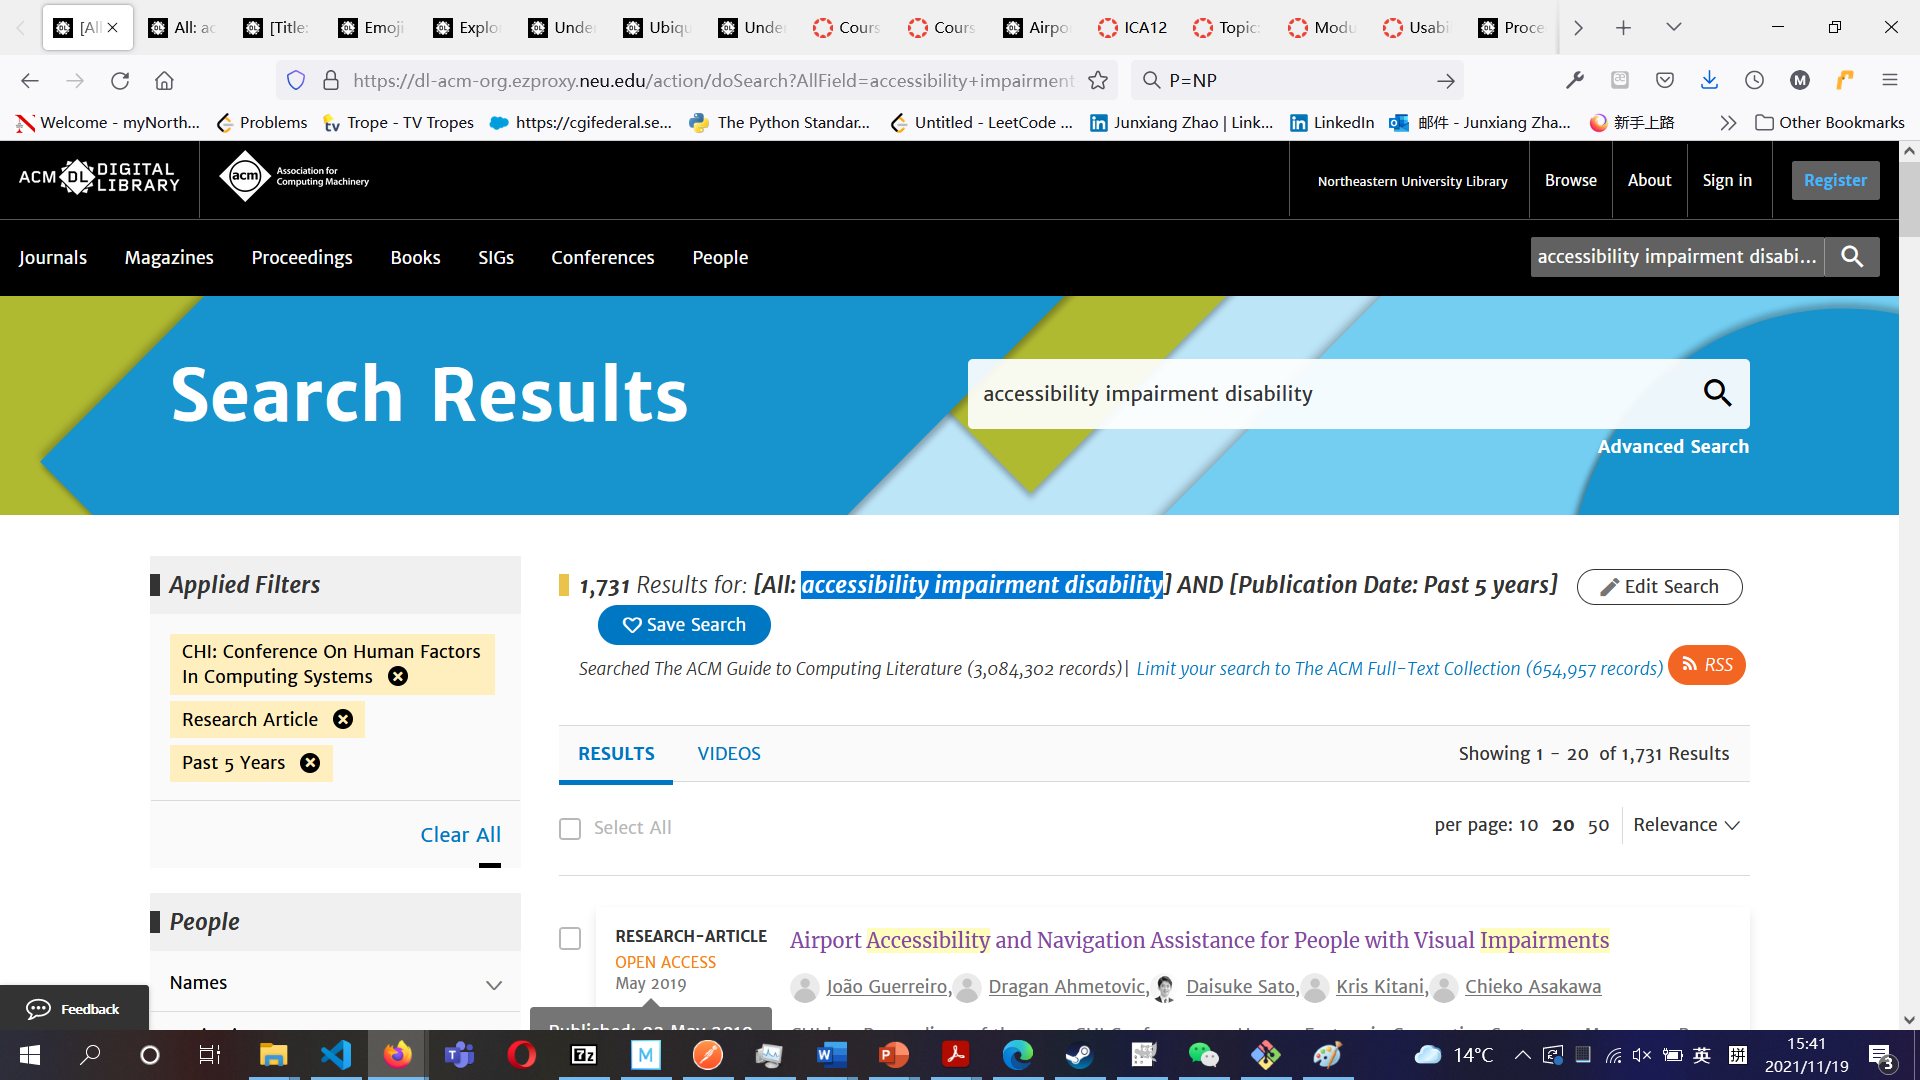 [Al
All: ac
[Title:
Emoji
Explo
Under
Ubiqu
Under
Cours
Cours
Airpo
ICA12
Topic:
Modu
Usabi
Proce
https://dl-acm-org.ezproxy.neu.edu/action/doSearch?AllField=accessibility+impairment
P=NP
Welcome - myNorth...
Problems
Trope - TV Tropes
https://cgifederal.se...
The Python Standar...
Untitled - LeetCode ...
Junxiang Zhao | Link...
LinkedIn
邮件 - Junxiang Zha...
新手上路
Other Bookmarks
ACM DL DIGITAL LIBRARY
acm Association for Computing Machinery
Northeastern University Library
Browse
About
Sign in
Register
Journals
Magazines
Proceedings
Books
SIGs
Conferences
People
accessibility impairment disabi...
Search Results
accessibility impairment disability
Advanced Search
Applied Filters
CHI: Conference On Human Factors
In Computing Systems
Research Article
Past 5 Years
Clear All
People
Names
Feedback
1,731 Results for: [All: accessibility impairment disability] AND [Publication Date: Past 5 years]
Edit Search
Save Search
Searched The ACM Guide to Computing Literature (3,084,302 records)| Limit your search to The ACM Full-Text Collection (654,957 records)
RSS
RESULTS
VIDEOS
Showing 1 - 20 of 1,731 Results
Select All
per page: 10 20 50
Relevance
RESEARCH-ARTICLE
OPEN ACCESS
May 2019
Airport Accessibility and Navigation Assistance for People with Visual Impairments
João Guerreiro, Dragan Ahmetovic, Daisuke Sato, Kris Kitani, Chieko Asakawa
14°C
英
拼
15:41
2021/11/19
3